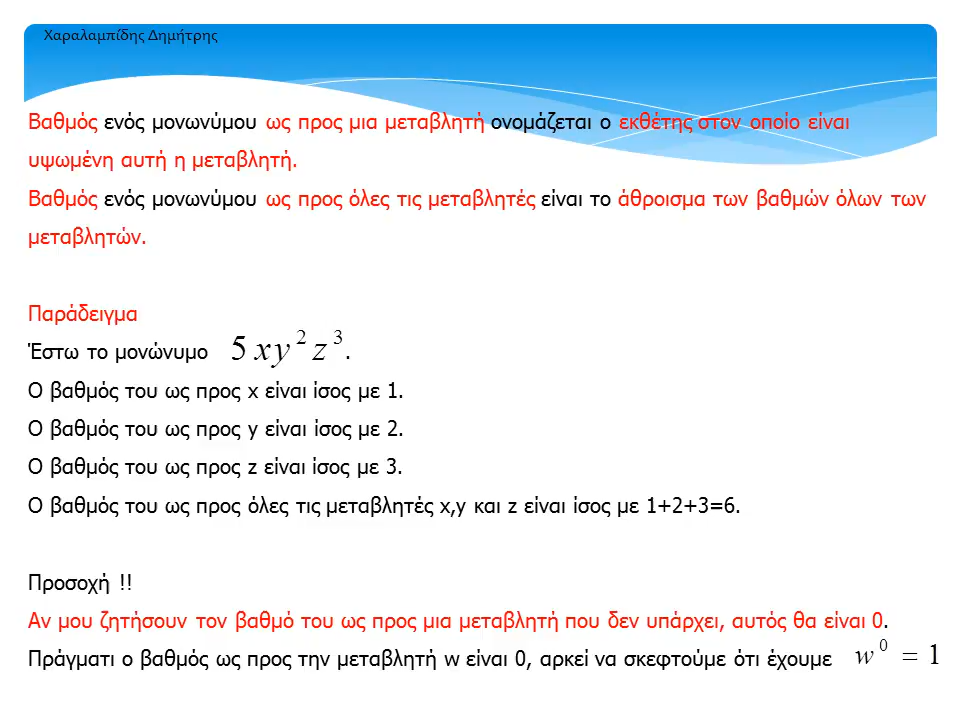 Χαραλαμπίδης Δημήτρης
Βαθμός ενός μονωνύμου ως προς μια μεταβλητή ονομάζεται ο εκθέτης στον οποίο είναι
υψωμένη αυτή η μεταβλητή.
Βαθμός ενός μονωνύμου ως προς όλες τις μεταβλητές είναι το άθροισμα των βαθμών όλων των
μεταβλητών.
Παράδειγμα
Έστω το μονώνυμο 5xy²z³.
Ο βαθμός του ως προς x είναι ίσος με 1.
Ο βαθμός του ως προς y είναι ίσος με 2.
Ο βαθμός του ως προς z είναι ίσος με 3.
Ο βαθμός του ως προς όλες τις μεταβλητές x,y και z είναι ίσος με 1+2+3=6.
Προσοχή !!
Αν μου ζητήσουν τον βαθμό του ως προς μια μεταβλητή που δεν υπάρχει, αυτός θα είναι 0.
Πράγματι ο βαθμός ως προς την μεταβλητή w είναι 0, αρκεί να σκεφτούμε ότι έχουμε w⁰ = 1